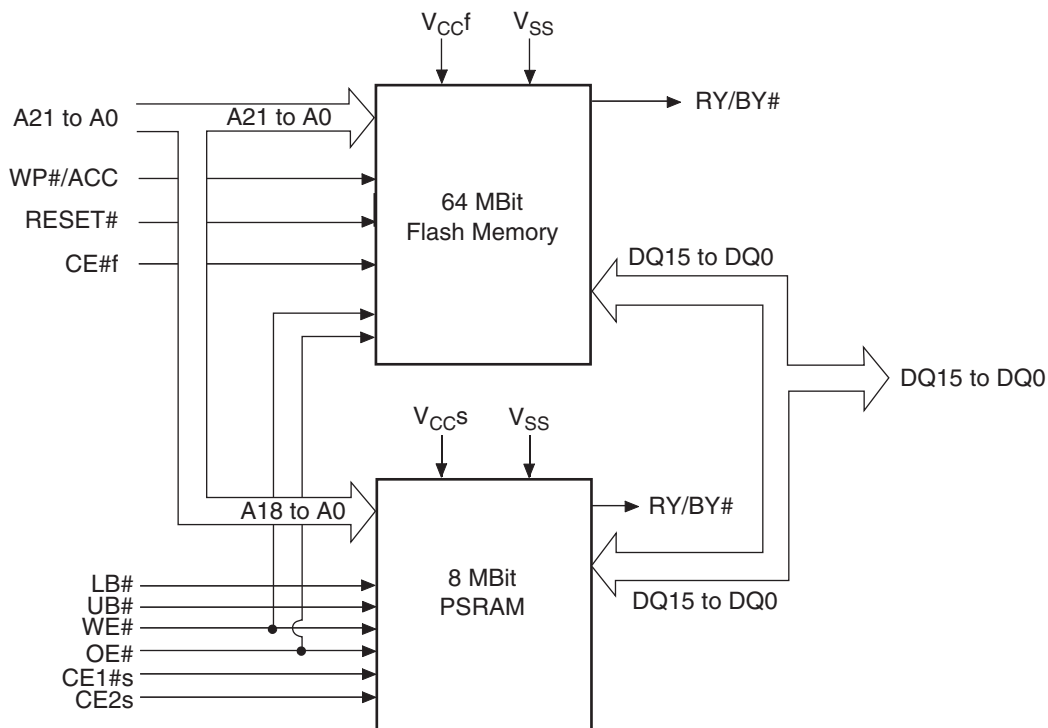 VCCf
VSS
A21 to A0
A21 to A0
RY/BY#
WP#/ACC
RESET#
CE#f
64 MBit
Flash Memory
DQ15 to DQ0
DQ15 to DQ0
VCCs
VSS
A18 to A0
RY/BY#
LB#
UB#
WE#
OE#
CE1#s
CE2s
8 MBit
PSRAM
DQ15 to DQ0